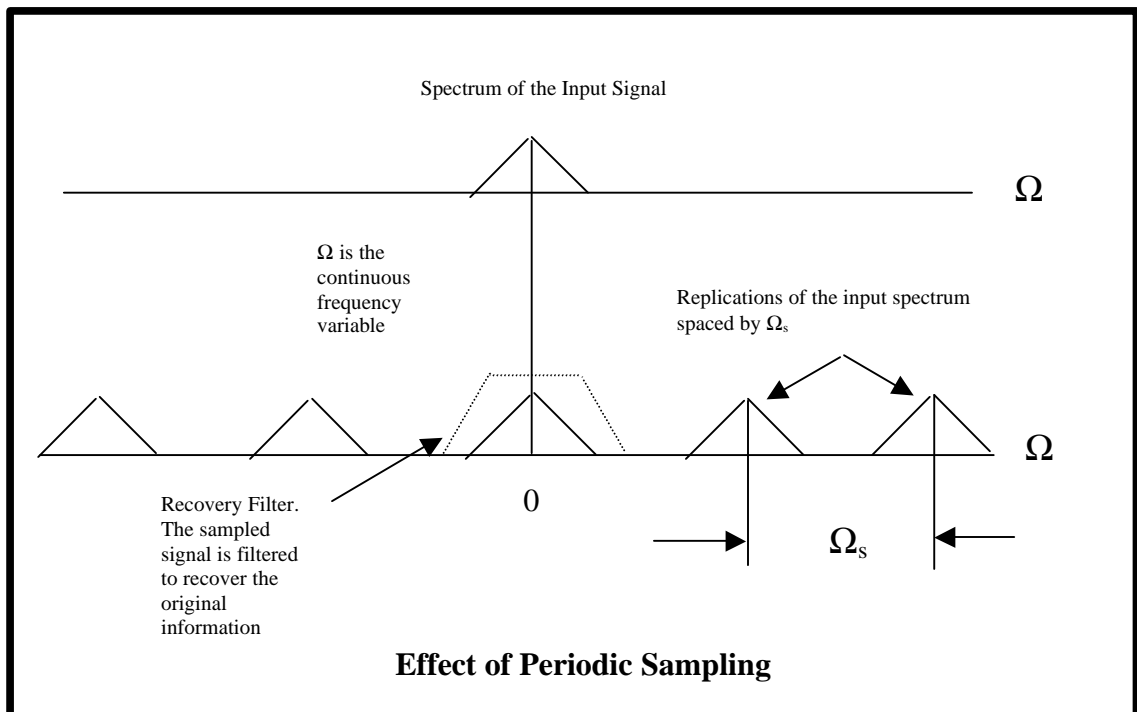 Spectrum of the Input Signal
Ω
Ω is the
continuous
frequency
variable
Replications of the input spectrum
spaced by Ωs
Ω
0
Recovery Filter.
The sampled
signal is filtered
to recover the
original
information
Ωs
Effect of Periodic Sampling